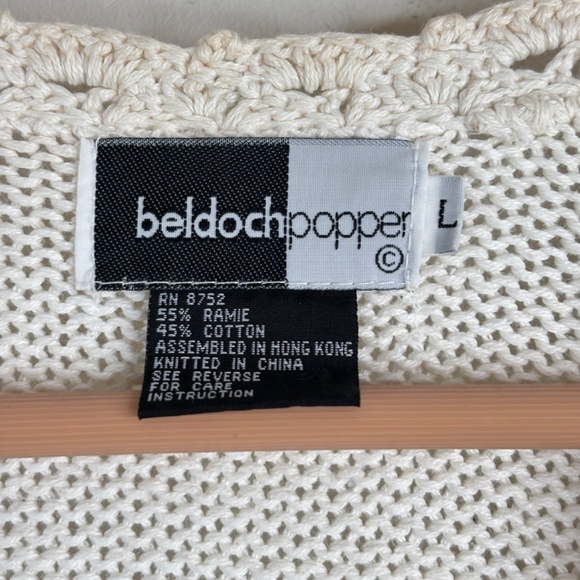 beldochpopper L
©
RN 8752
55% RAMIE
45% COTTON
ASSEMBLED IN HONG KONG
KNITTED IN CHINA
SEE REVERSE
FOR CARE
INSTRUCTION